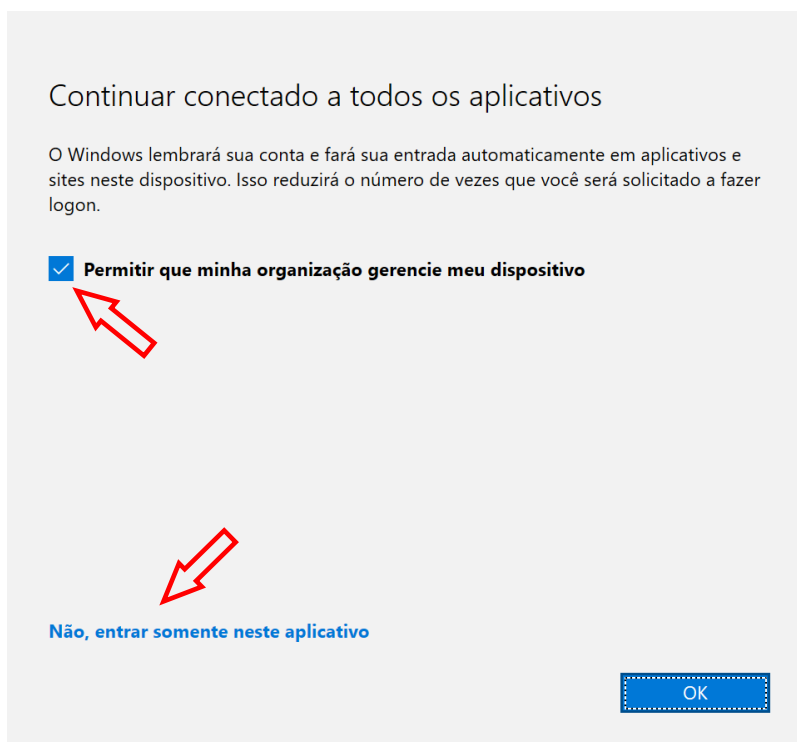 Continuar conectado a todos os aplicativos
O Windows lembrará sua conta e fará sua entrada automaticamente em aplicativos e
sites neste dispositivo. Isso reduzirá o número de vezes que você será solicitado a fazer
logon.
Permitir que minha organização gerencie meu dispositivo
Não, entrar somente neste aplicativo
OK